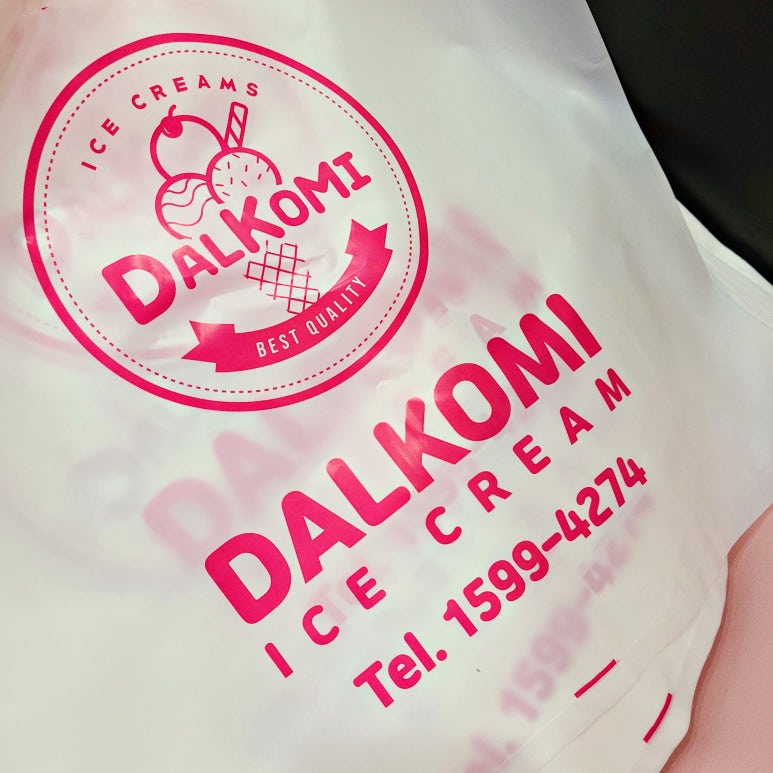 ICE CREAMS
DALKOMI
BEST QUALITY
DALKOMI
ICE CREAM
Tel. 1599-4274